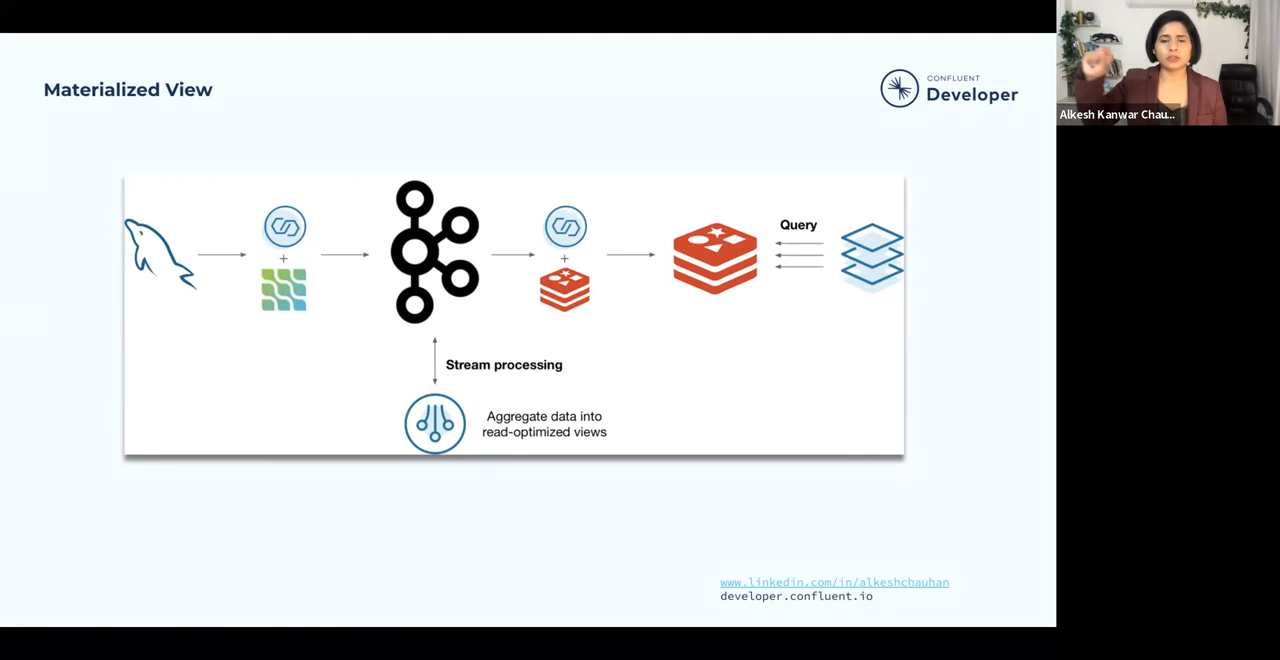 Materialized View
CONFLUENT
Developer
Alkesh Kanwar Chau...
Query
+
+
Stream processing
Aggregate data into
read-optimized views
www.linkedin.com/in/alkeshchauhan
developer.confluent.io